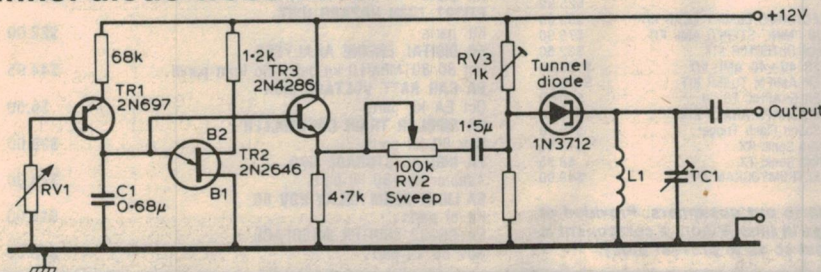 +12V
68k
1·2k
TR3
2N4286
RV3
1k
Tunnel
diode
TR1
2N697
Output
B2
1·5µ
1N3712
TR2
2N2646
100k
RV2
Sweep
L1
TC1
RV1
C1
0·68µ
B1
4·7k